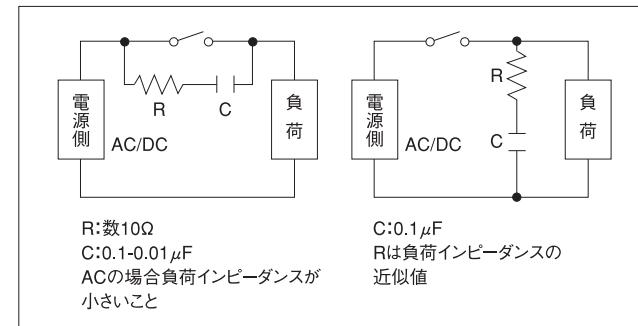 電源側
AC/DC
R
C
負荷
R:数10Ω
C:0.1-0.01μF
ACの場合負荷インピーダンスが
小さいこと
電源側
AC/DC
R
C
負荷
C:0.1μF
Rは負荷インピーダンスの
近似値